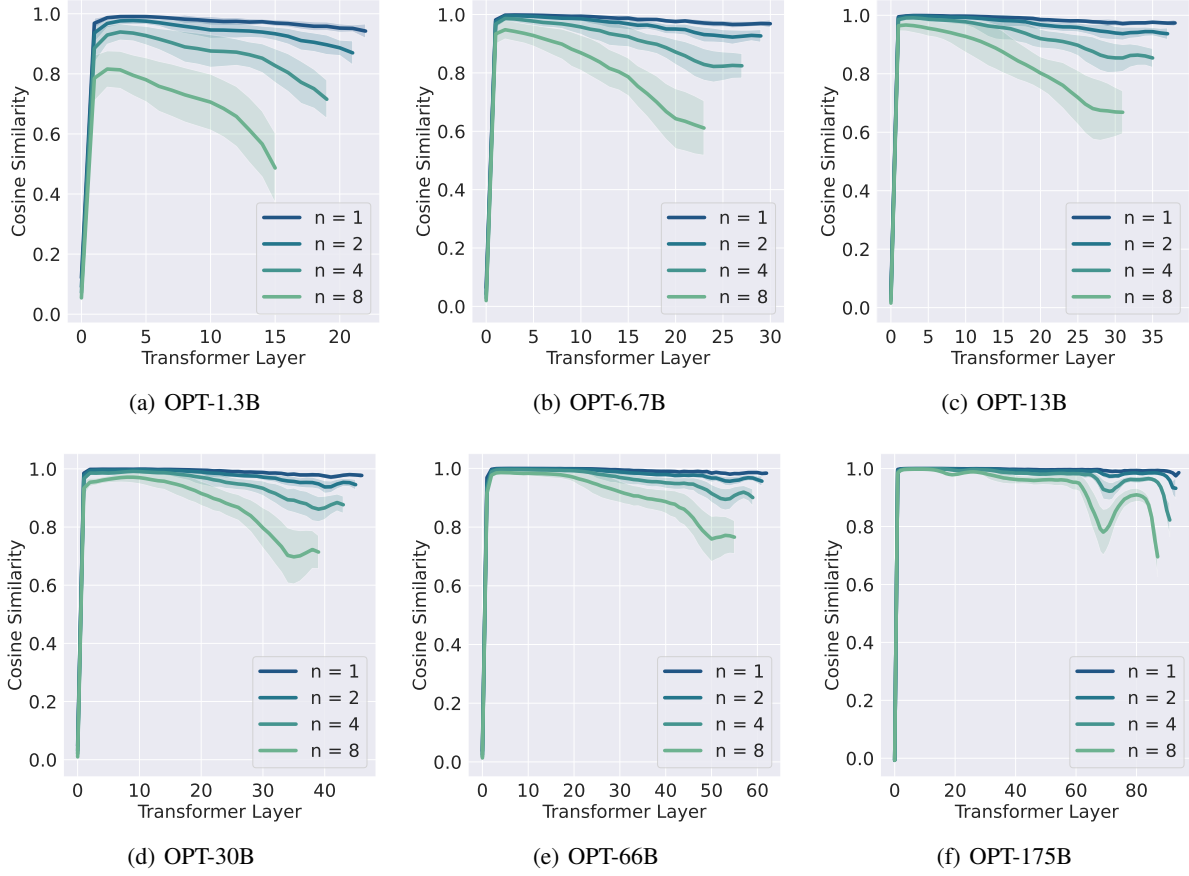 1.0
0.8
0.6
0.4
0.2
0.0
Cosine Similarity
n = 1
n = 2
n = 4
n = 8
0 5 10 15 20
Transformer Layer
(a) OPT-1.3B
1.0
0.8
0.6
0.4
0.2
0.0
Cosine Similarity
n = 1
n = 2
n = 4
n = 8
0 5 10 15 20 25 30
Transformer Layer
(b) OPT-6.7B
1.0
0.8
0.6
0.4
0.2
0.0
Cosine Similarity
n = 1
n = 2
n = 4
n = 8
0 5 10 15 20 25 30 35
Transformer Layer
(c) OPT-13B
1.0
0.8
0.6
0.4
0.2
0.0
Cosine Similarity
n = 1
n = 2
n = 4
n = 8
0 10 20 30 40
Transformer Layer
(d) OPT-30B
1.0
0.8
0.6
0.4
0.2
0.0
Cosine Similarity
n = 1
n = 2
n = 4
n = 8
0 10 20 30 40 50 60
Transformer Layer
(e) OPT-66B
1.0
0.8
0.6
0.4
0.2
0.0
Cosine Similarity
n = 1
n = 2
n = 4
n = 8
0 20 40 60 80
Transformer Layer
(f) OPT-175B